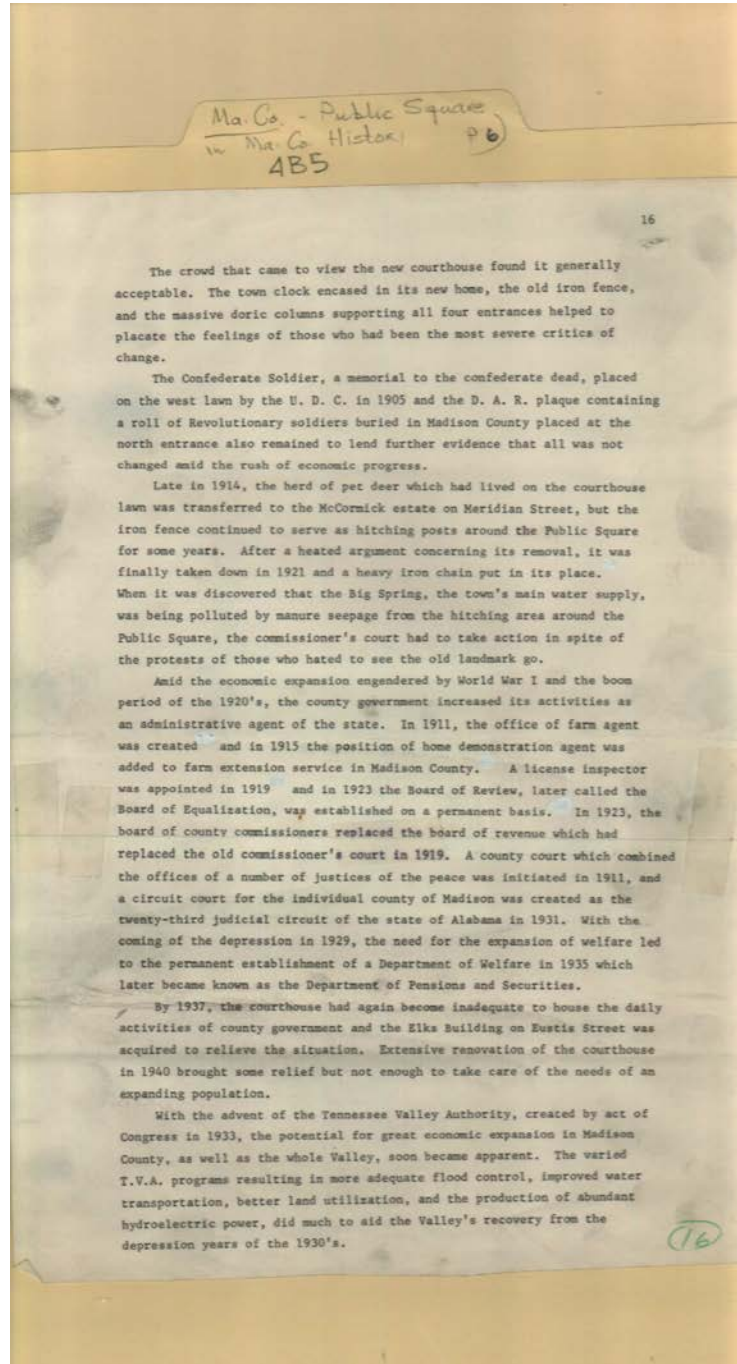 Ma. Co. - Public Square
in Ma. Co. History P 6)
4B5
16
The crowd that came to view the new courthouse found it generally
acceptable. The town clock encased in its new home, the old iron fence,
and the massive doric columns supporting all four entrances helped to
placate the feelings of those who had been the most severe critics of
change.
The Confederate Soldier, a memorial to the confederate dead, placed
on the west lawn by the U. D. C. in 1905 and the D. A. R. plaque containing
a roll of Revolutionary soldiers buried in Madison County placed at the
north entrance also remained to lend further evidence that all was not
changed amid the rush of economic progress.
Late in 1914, the herd of pet deer which had lived on the courthouse
lawn was transferred to the McCormick estate on Meridian Street, but the
iron fence continued to serve as hitching posts around the Public Square
for some years. After a heated argument concerning its removal, it was
finally taken down in 1921 and a heavy iron chain put in its place.
When it was discovered that the Big Spring, the town's main water supply,
was being polluted by manure seepage from the hitching area around the
Public Square, the commissioner's court had to take action in spite of
the protests of those who hated to see the old landmark go.
Amid the economic expansion engendered by World War I and the boom
period of the 1920's, the county government increased its activities as
an administrative agent of the state. In 1911, the office of farm agent
was created and in 1915 the position of home demonstration agent was
added to farm extension service in Madison County. A license inspector
was appointed in 1919 and in 1923 the Board of Review, later called the
Board of Equalization, was established on a permanent basis. In 1923, the
board of county commissioners replaced the board of revenue which had
replaced the old commissioner's court in 1919. A county court which combined
the offices of a number of justices of the peace was initiated in 1911, and
a circuit court for the individual county of Madison was created as the
twenty-third judicial circuit of the state of Alabama in 1931. With the
coming of the depression in 1929, the need for the expansion of welfare led
to the permanent establishment of a Department of Welfare in 1935 which
later became known as the Department of Pensions and Securities.
By 1937, the courthouse had again become inadequate to house the daily
activities of county government and the Elks Building on Eustis Street was
acquired to relieve the situation. Extensive renovation of the courthouse
in 1940 brought some relief but not enough to take care of the needs of an
expanding population.
With the advent of the Tennessee Valley Authority, created by act of
Congress in 1933, the potential for great economic expansion in Madison
County, as well as the whole Valley, soon became apparent. The varied
T.V.A. programs resulting in more adequate flood control, improved water
transportation, better land utilization, and the production of abundant
hydroelectric power, did much to aid the Valley's recovery from the
depression years of the 1930's.
16